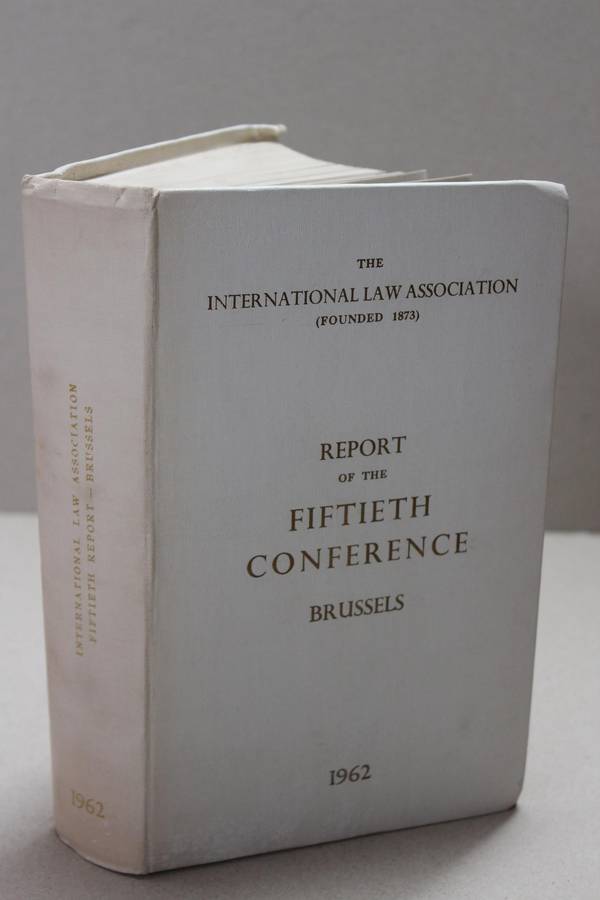 INTERNATIONAL LAW ASSOCIATION
FIFTIETH REPORT – BRUSSELS
1962
THE
INTERNATIONAL LAW ASSOCIATION
(FOUNDED 1873)
REPORT
OF THE
FIFTIETH
CONFERENCE
BRUSSELS
1962